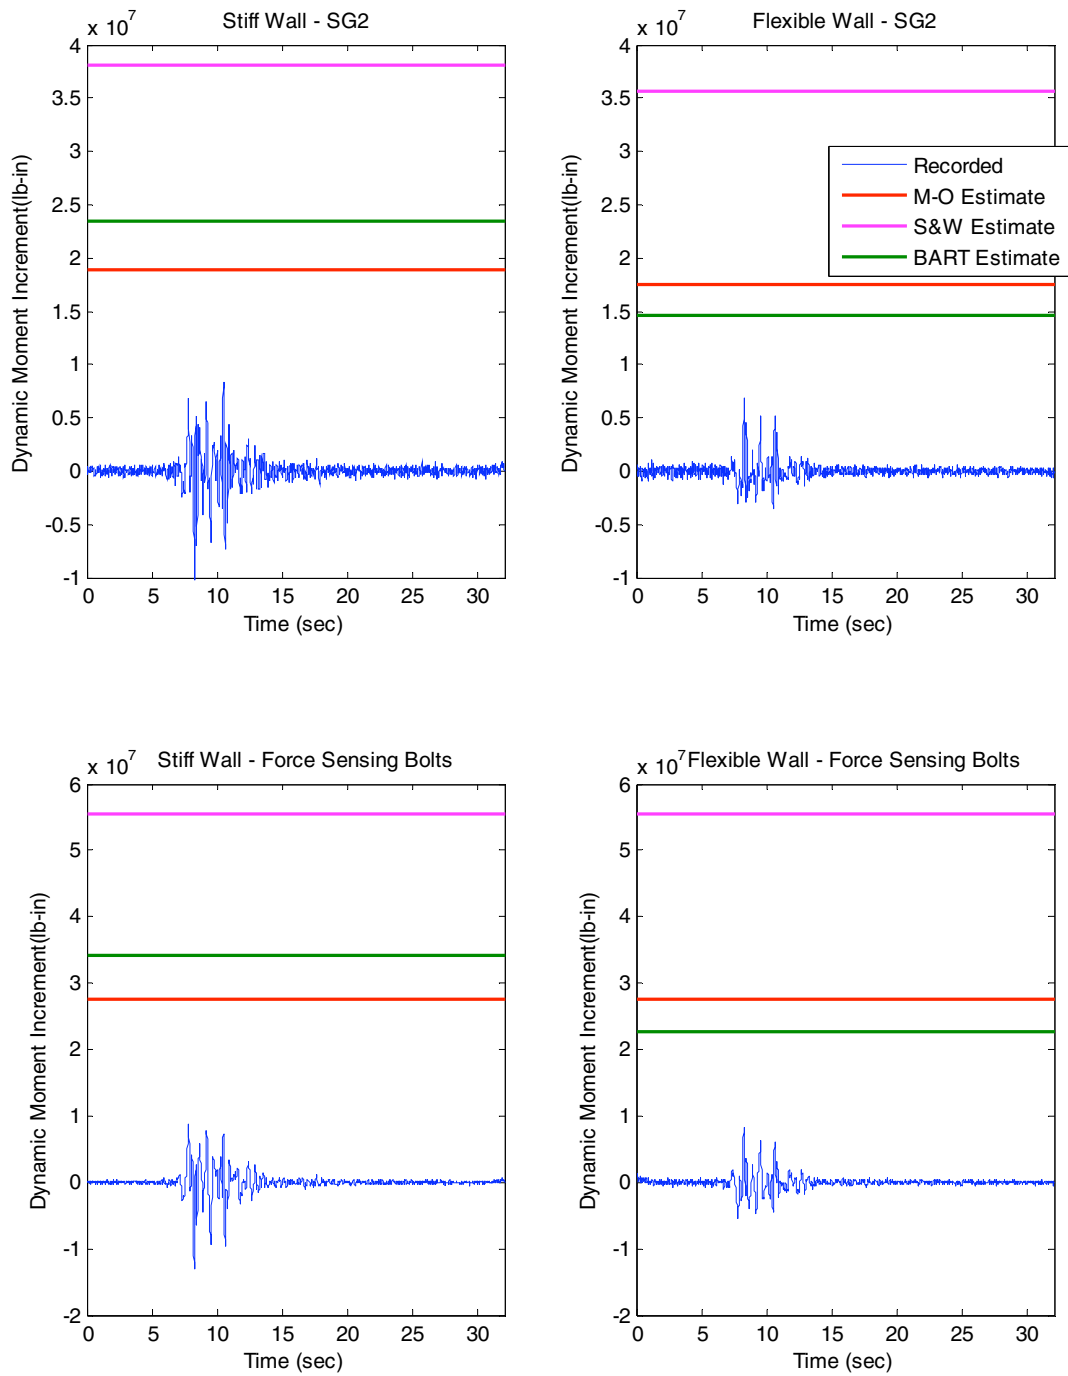 x 10^7
Stiff Wall - SG2
4
3.5
3
2.5
2
1.5
1
0.5
0
-0.5
-1
Dynamic Moment Increment(lb-in)
0 5 10 15 20 25 30
Time (sec)
x 10^7
Flexible Wall - SG2
4
3.5
3
2.5
2
1.5
1
0.5
0
-0.5
-1
Dynamic Moment Increment(lb-in)
Recorded
M-O Estimate
S&W Estimate
BART Estimate
0 5 10 15 20 25 30
Time (sec)
x 10^7
Stiff Wall - Force Sensing Bolts
6
5
4
3
2
1
0
-1
-2
Dynamic Moment Increment(lb-in)
0 5 10 15 20 25 30
Time (sec)
x 10^7
Flexible Wall - Force Sensing Bolts
6
5
4
3
2
1
0
-1
-2
Dynamic Moment Increment(lb-in)
0 5 10 15 20 25 30
Time (sec)